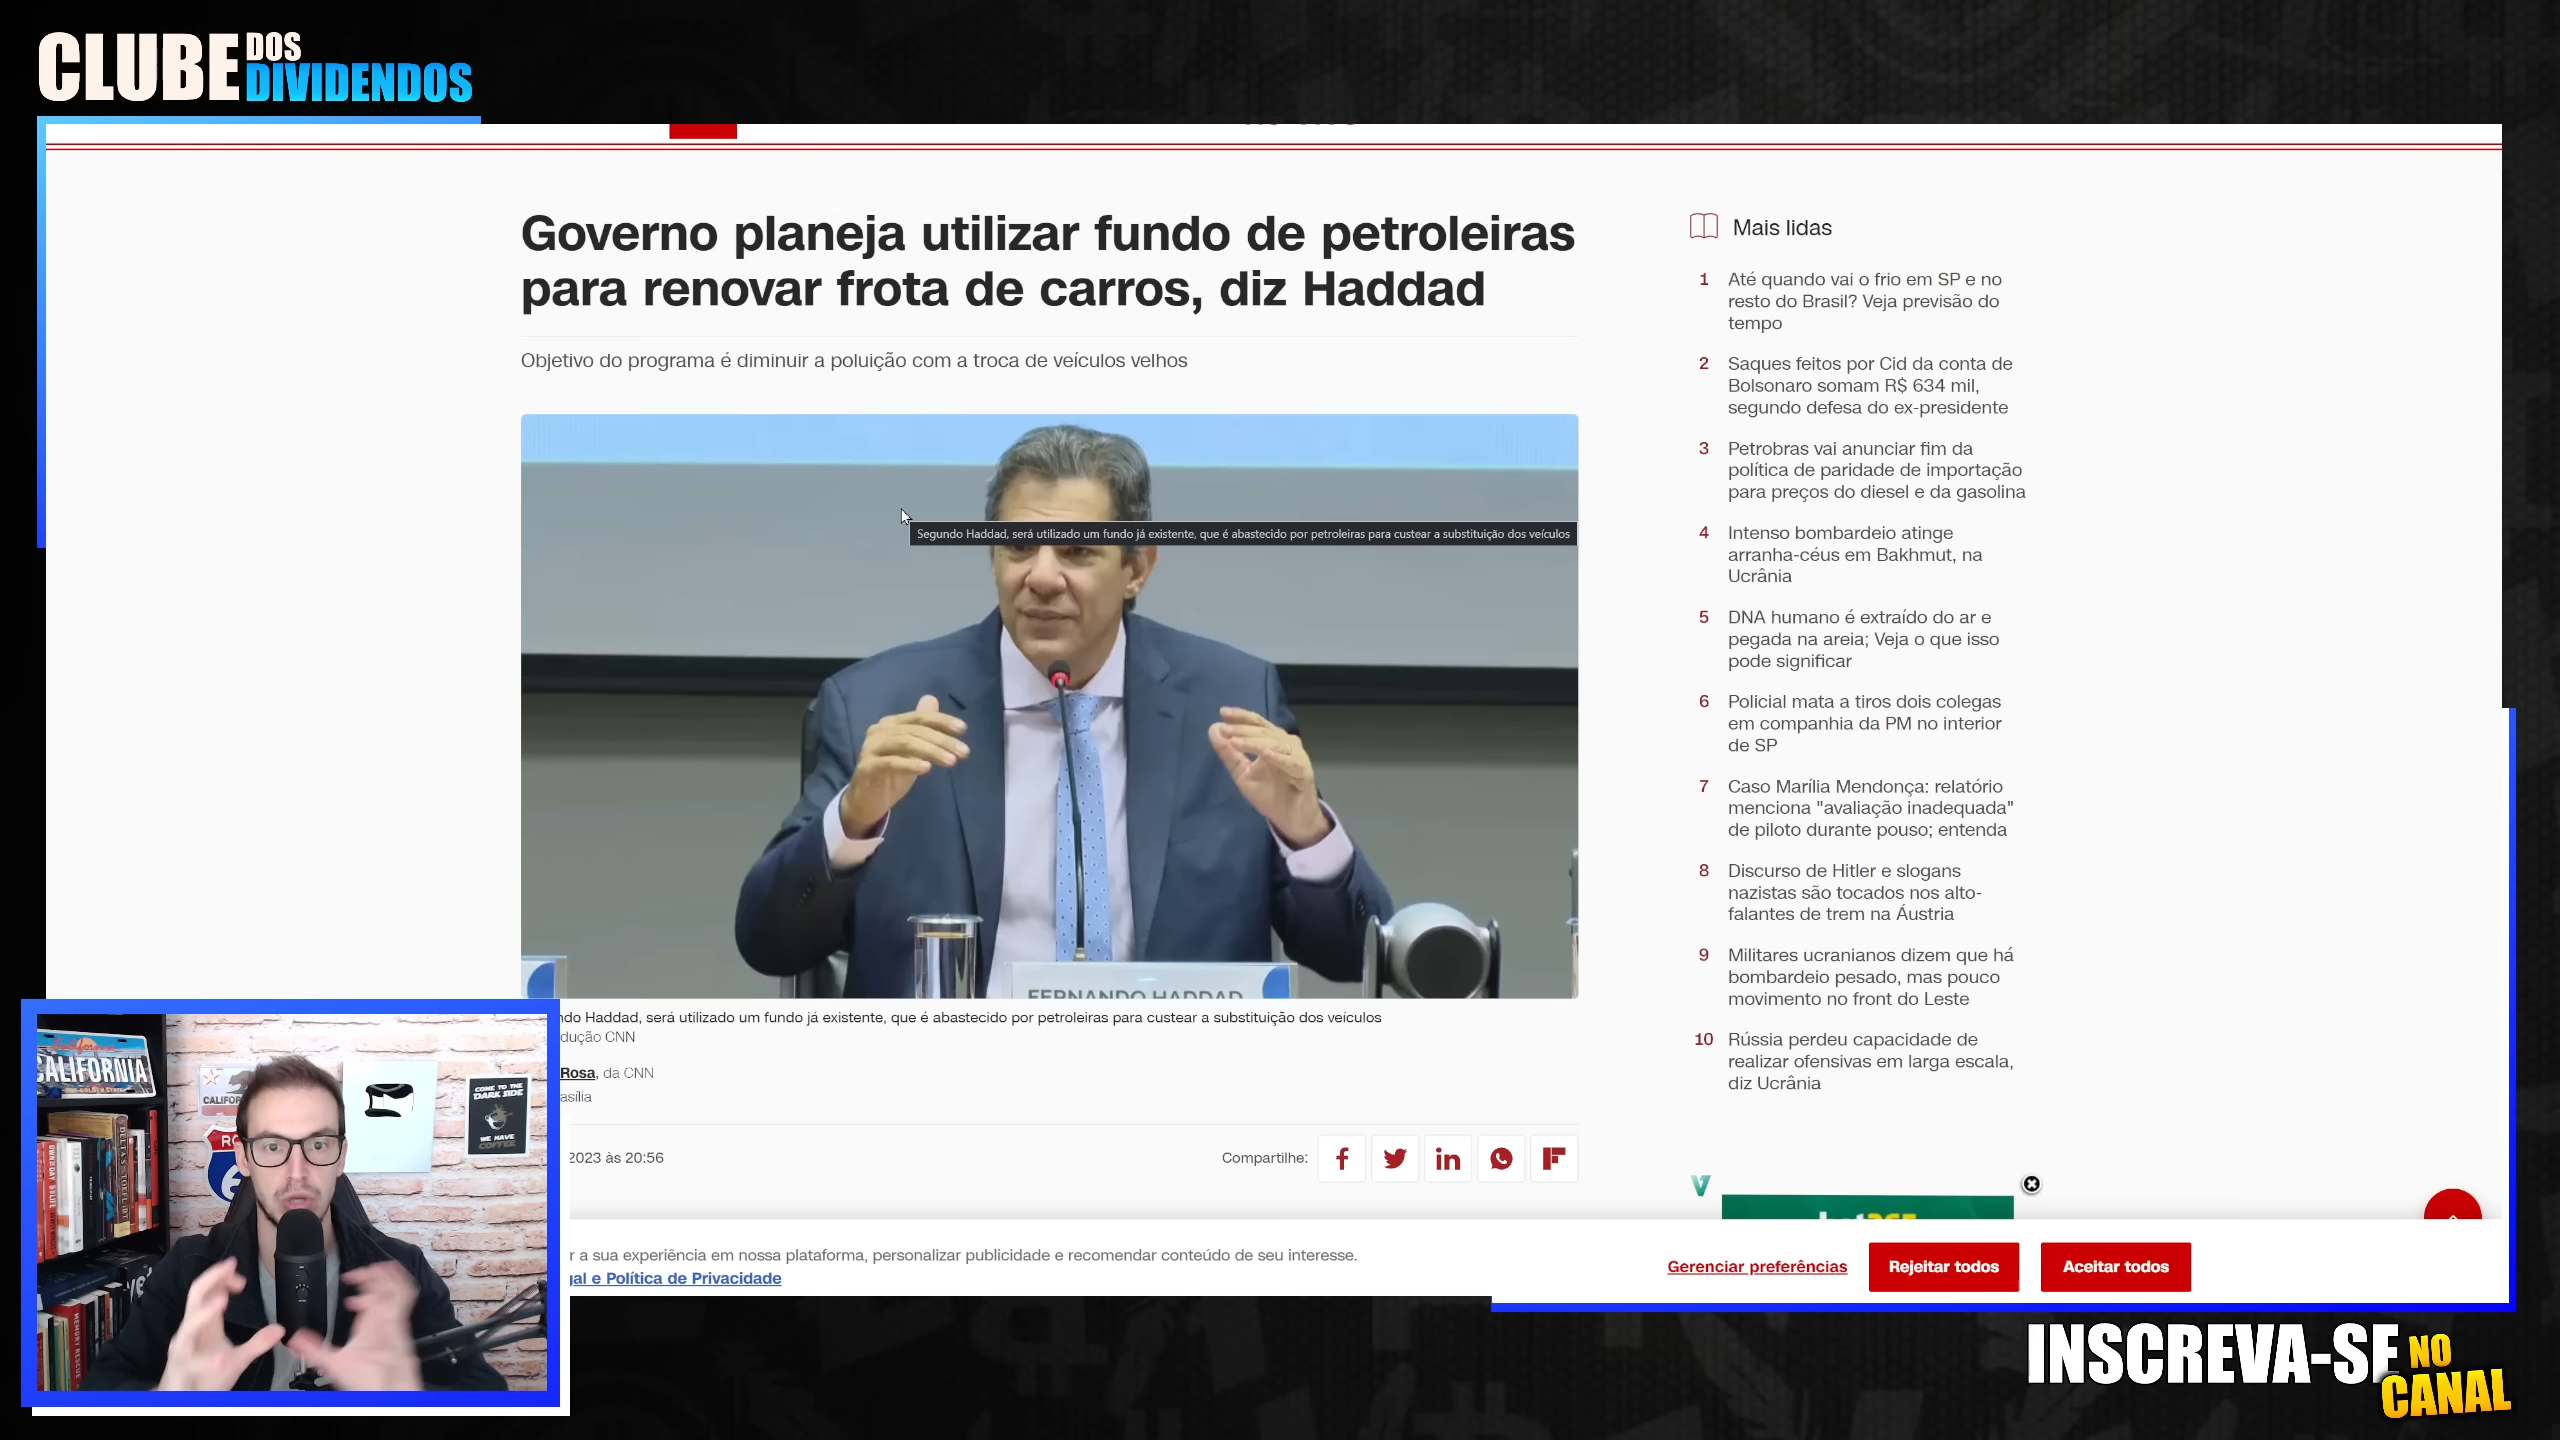 CLUBE DOS
DIVIDENDOS
Governo planeja utilizar fundo de petroleiras
para renovar frota de carros, diz Haddad
Objetivo do programa é diminuir a poluição com a troca de veículos velhos
Segundo Haddad, será utilizado um fundo já existente, que é abastecido por petroleiras para custear a substituição dos veículos
FERNANDO HADDAD
ndo Haddad, será utilizado um fundo já existente, que é abastecido por petroleiras para custear a substituição dos veículos
dução CNN
Rosa, da CNN
asília
2023 às 20:56
Compartilhe:
Mais lidas
1 Até quando vai o frio em SP e no
resto do Brasil? Veja previsão do
tempo
2 Saques feitos por Cid da conta de
Bolsonaro somam R$ 634 mil,
segundo defesa do ex-presidente
3 Petrobras vai anunciar fim da
política de paridade de importação
para preços do diesel e da gasolina
4 Intenso bombardeio atinge
arranha-céus em Bakhmut, na
Ucrânia
5 DNA humano é extraído do ar e
pegada na areia; Veja o que isso
pode significar
6 Policial mata a tiros dois colegas
em companhia da PM no interior
de SP
7 Caso Marília Mendonça: relatório
menciona "avaliação inadequada"
de piloto durante pouso; entenda
8 Discurso de Hitler e slogans
nazistas são tocados nos alto-
falantes de trem na Áustria
9 Militares ucranianos dizem que há
bombardeio pesado, mas pouco
movimento no front do Leste
10 Rússia perdeu capacidade de
realizar ofensivas em larga escala,
diz Ucrânia
r a sua experiência em nossa plataforma, personalizar publicidade e recomendar conteúdo de seu interesse.
gal e Política de Privacidade
Gerenciar preferências
Rejeitar todos
Aceitar todos
California
CALIFORNIA
COME TO THE
DARK SIDE
WE HAVE
COFFEE
INSCREVA-SE NO
CANAL